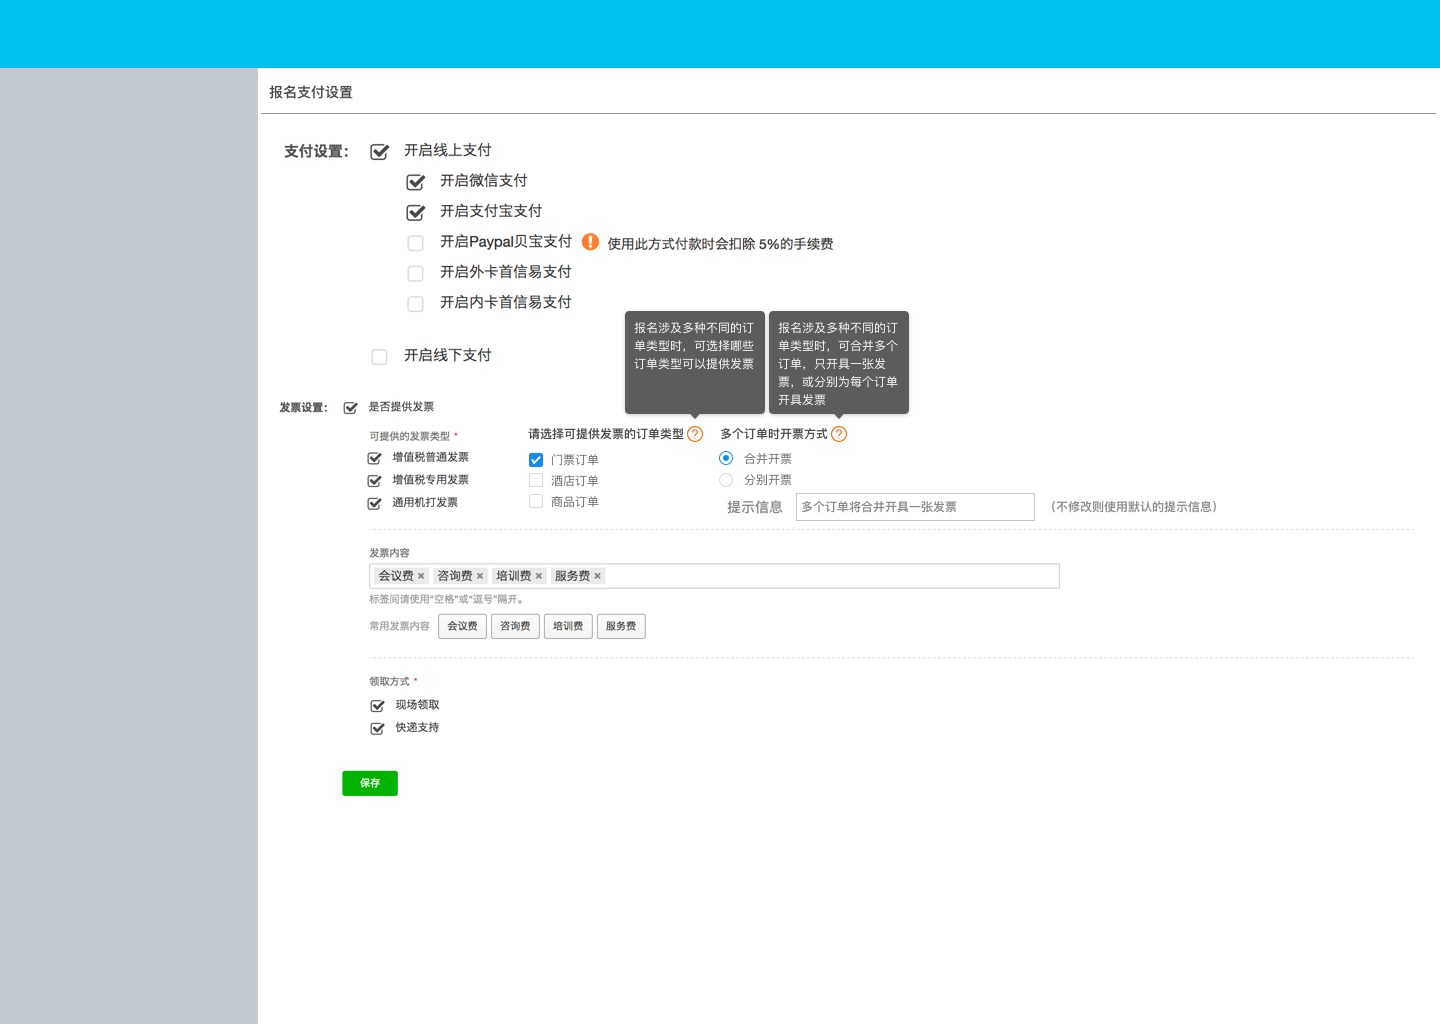 报名支付设置
支付设置：
开启线上支付
开启微信支付
开启支付宝支付
开启Paypal贝宝支付 使用此方式付款时会扣除 5%的手续费
开启外卡首信易支付
开启内卡首信易支付
开启线下支付
报名涉及多种不同的订
单类型时，可选择哪些
订单类型可以提供发票
报名涉及多种不同的订
单类型时，可合并多个
订单，只开具一张发
票，或分别为每个订单
开具发票
发票设置： 是否提供发票
可提供的发票类型 *
增值税普通发票
增值税专用发票
通用机打发票
请选择可提供发票的订单类型 ?
门票订单
酒店订单
商品订单
多个订单时开票方式 ?
合并开票
分别开票
提示信息 多个订单将合并开具一张发票 （不修改则使用默认的提示信息）
发票内容
会议费 × 咨询费 × 培训费 × 服务费 ×
标签间请使用“空格”或“逗号”隔开。
常用发票内容 会议费 咨询费 培训费 服务费
领取方式 *
现场领取
快递支持
保存